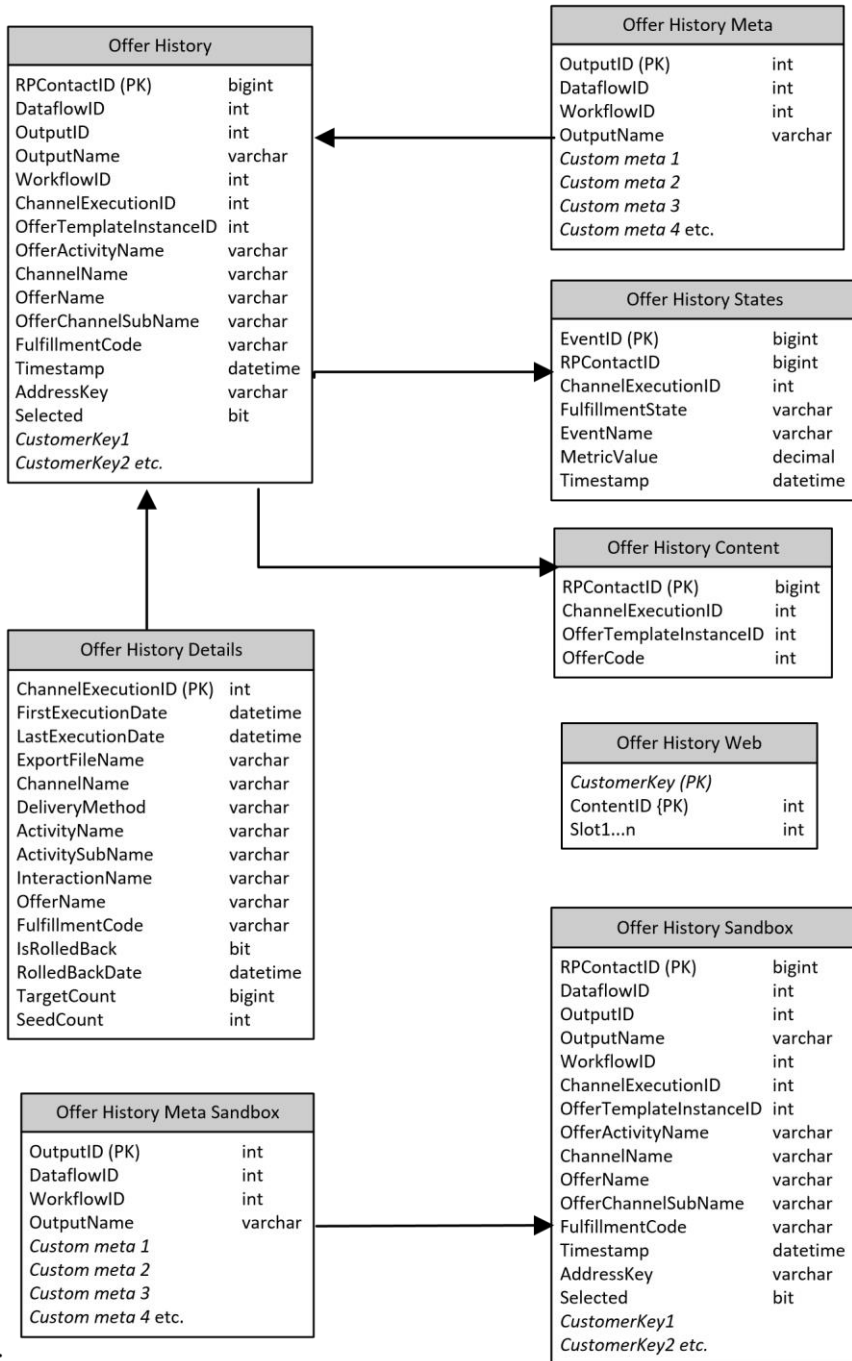 Offer History
RPContactID (PK) bigint
DataflowID int
OutputID int
OutputName varchar
WorkflowID int
ChannelExecutionID int
OfferTemplateInstanceID int
OfferActivityName varchar
ChannelName varchar
OfferName varchar
OfferChannelSubName varchar
FulfillmentCode varchar
Timestamp datetime
AddressKey varchar
Selected bit
CustomerKey1
CustomerKey2 etc.
Offer History Meta
OutputID (PK) int
DataflowID int
WorkflowID int
OutputName varchar
Custom meta 1
Custom meta 2
Custom meta 3
Custom meta 4 etc.
Offer History States
EventID (PK) bigint
RPContactID bigint
ChannelExecutionID int
FulfillmentState varchar
EventName varchar
MetricValue decimal
Timestamp datetime
Offer History Content
RPContactID (PK) bigint
ChannelExecutionID int
OfferTemplateInstanceID int
OfferCode int
Offer History Details
ChannelExecutionID (PK) int
FirstExecutionDate datetime
LastExecutionDate datetime
ExportFileName varchar
ChannelName varchar
DeliveryMethod varchar
ActivityName varchar
ActivitySubName varchar
InteractionName varchar
OfferName varchar
FulfillmentCode varchar
IsRolledBack bit
RolledBackDate datetime
TargetCount bigint
SeedCount int
Offer History Web
CustomerKey (PK)
ContentID {PK) int
Slot1...n int
Offer History Meta Sandbox
OutputID (PK) int
DataflowID int
WorkflowID int
OutputName varchar
Custom meta 1
Custom meta 2
Custom meta 3
Custom meta 4 etc.
Offer History Sandbox
RPContactID (PK) bigint
DataflowID int
OutputID int
OutputName varchar
WorkflowID int
ChannelExecutionID int
OfferTemplateInstanceID int
OfferActivityName varchar
ChannelName varchar
OfferName varchar
OfferChannelSubName varchar
FulfillmentCode varchar
Timestamp datetime
AddressKey varchar
Selected bit
CustomerKey1
CustomerKey2 etc.